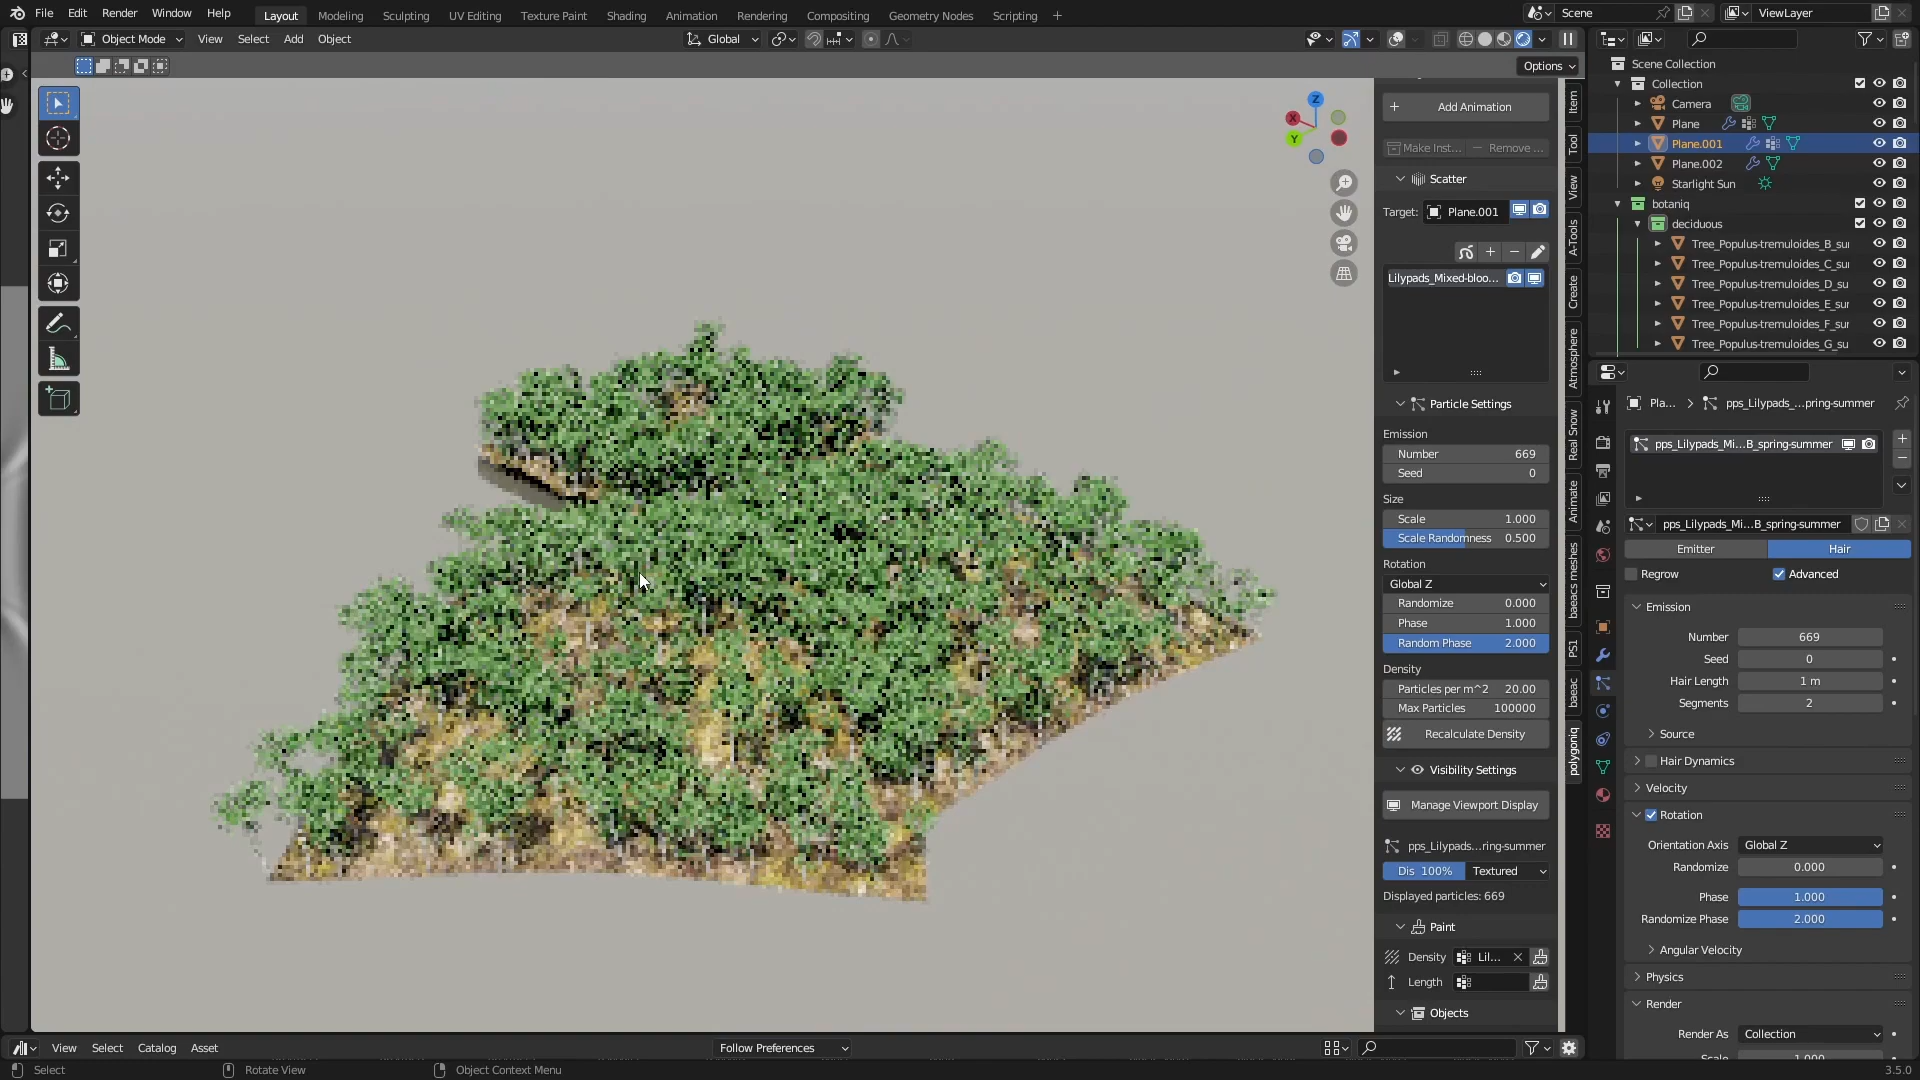 File Edit Render Window Help
Layout Modeling Sculpting UV Editing Texture Paint Shading Animation Rendering Compositing Geometry Nodes Scripting +
Scene
ViewLayer
Object Mode View Select Add Object
Global
Options
Z
X
Y
Add Animation
Make Inst...
Remove ...
Scatter
Target: Plane.001
Lilypads_Mixed-bloo...
Particle Settings
Emission
Number 669
Seed 0
Size
Scale 1.000
Scale Randomness 0.500
Rotation
Global Z
Randomize 0.000
Phase 1.000
Random Phase 2.000
Density
Particles per m^2 20.00
Max Particles 100000
Recalculate Density
Visibility Settings
Manage Viewport Display
pps_Lilypads...ring-summer
Dis 100% Textured
Displayed particles: 669
Paint
Density Lil...
Length
Objects
Item
Tool
View
A-Tools
Create
Atmosphere
Real Snow
Animate
baeacs meshes
PS1
baeac
polygoniq
Scene Collection
Collection
Camera
Plane
Plane.001
Plane.002
Starlight Sun
botaniq
deciduous
Tree_Populus-tremuloides_B_sur
Tree_Populus-tremuloides_C_su
Tree_Populus-tremuloides_D_su
Tree_Populus-tremuloides_E_sur
Tree_Populus-tremuloides_F_sur
Tree_Populus-tremuloides_G_su
Pla... > pps_Lilypads_...pring-summer
pps_Lilypads_Mi...B_spring-summer
pps_Lilypads_Mi...B_spring-summer
Emitter Hair
Regrow Advanced
Emission
Number 669
Seed 0
Hair Length 1 m
Segments 2
Source
Hair Dynamics
Velocity
Rotation
Orientation Axis Global Z
Randomize 0.000
Phase 1.000
Randomize Phase 2.000
Angular Velocity
Physics
Render
Render As Collection
Scale 1.000
View Select Catalog Asset
Follow Preferences
Select
Rotate View
Object Context Menu
3.5.0